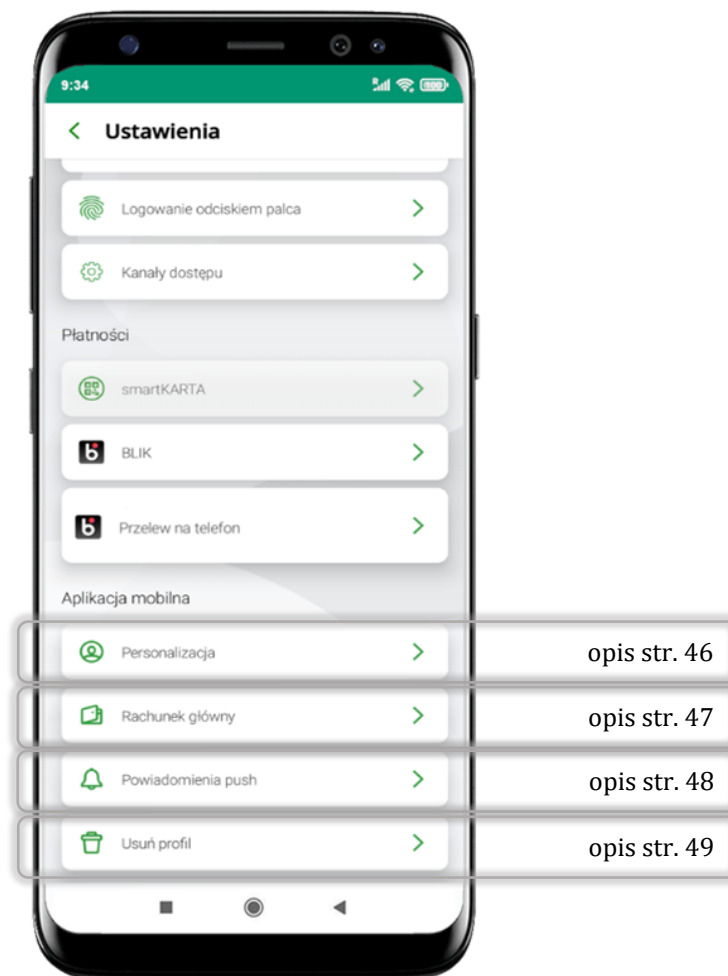 9:34
Ustawienia
Logowanie odciskiem palca
Kanały dostępu
Płatności
smartKARTA
BLIK
Przelew na telefon
Aplikacja mobilna
Personalizacja opis str. 46
Rachunek główny opis str. 47
Powiadomienia push opis str. 48
Usuń profil opis str. 49